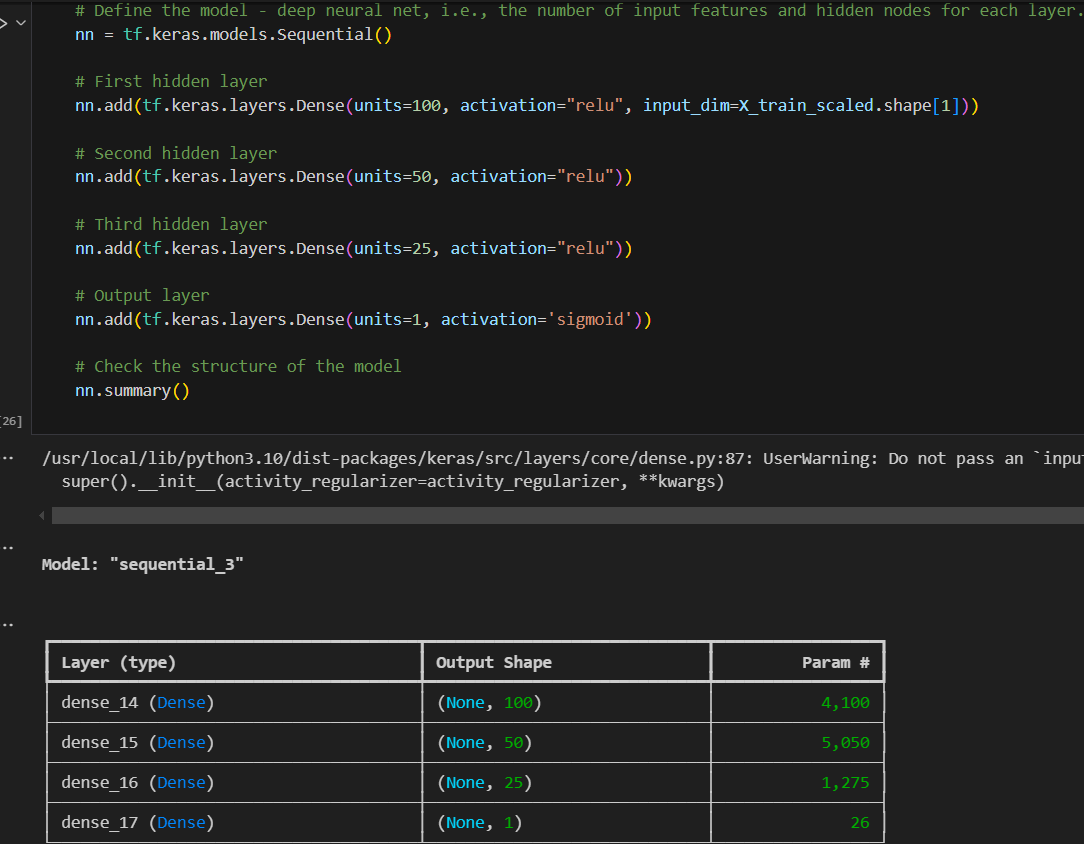 # Define the model - deep neural net, i.e., the number of input features and hidden nodes for each layer.
nn = tf.keras.models.Sequential()
# First hidden layer
nn.add(tf.keras.layers.Dense(units=100, activation="relu", input_dim=X_train_scaled.shape[1]))
# Second hidden layer
nn.add(tf.keras.layers.Dense(units=50, activation="relu"))
# Third hidden layer
nn.add(tf.keras.layers.Dense(units=25, activation="relu"))
# Output layer
nn.add(tf.keras.layers.Dense(units=1, activation='sigmoid'))
# Check the structure of the model
nn.summary()
[26]
/usr/local/lib/python3.10/dist-packages/keras/src/layers/core/dense.py:87: UserWarning: Do not pass an `input
super().__init__(activity_regularizer=activity_regularizer, **kwargs)
Model: "sequential_3"
Layer (type) Output Shape Param #
dense_14 (Dense) (None, 100) 4,100
dense_15 (Dense) (None, 50) 5,050
dense_16 (Dense) (None, 25) 1,275
dense_17 (Dense) (None, 1) 26